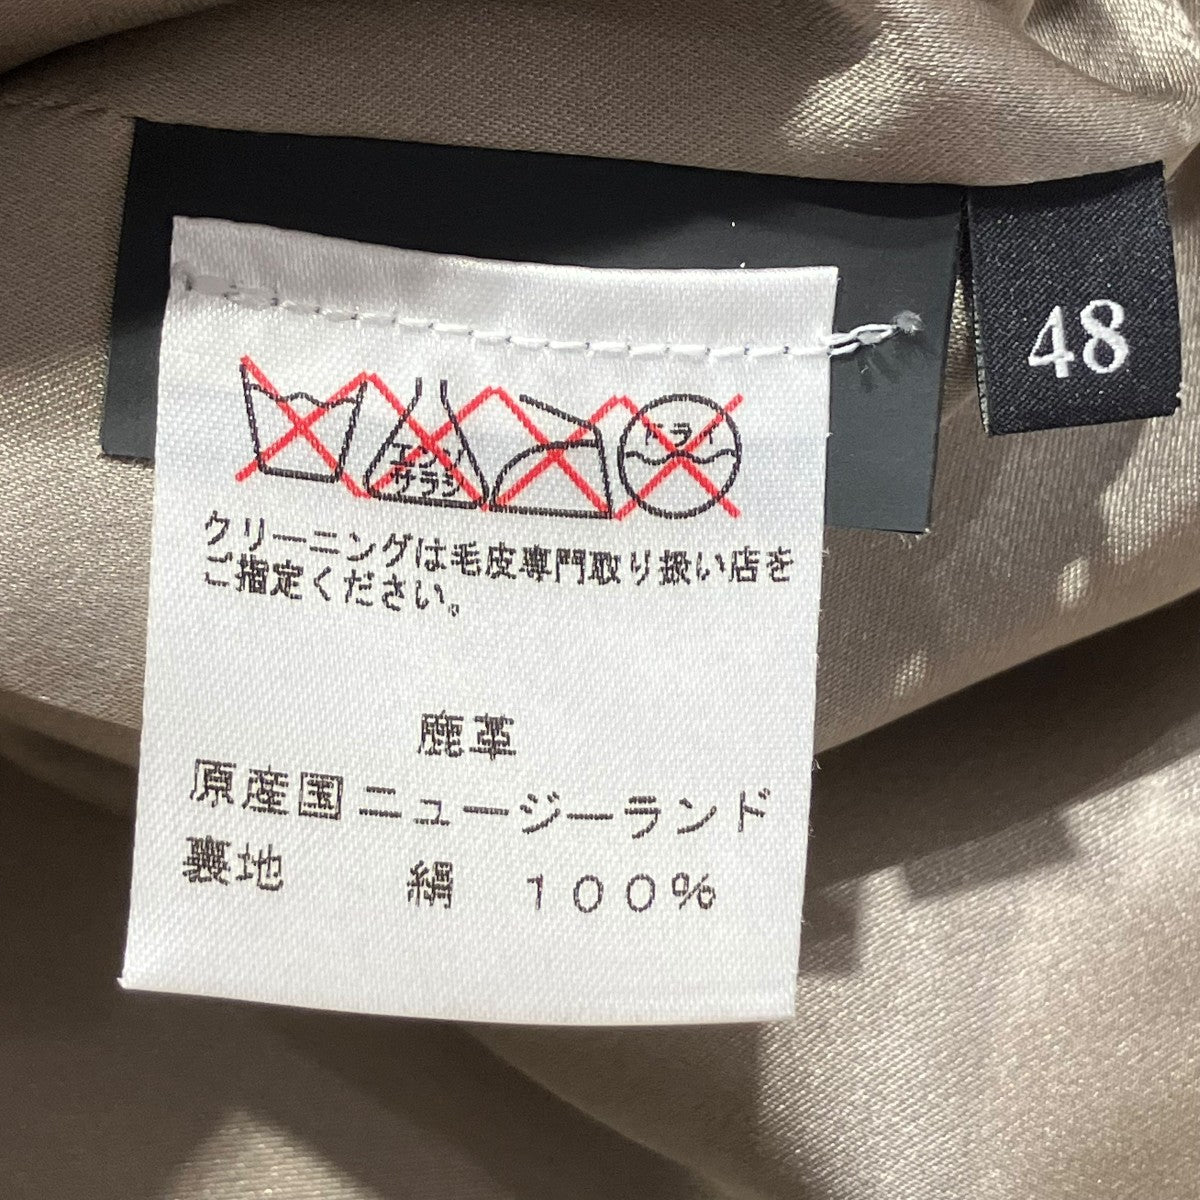 48
エンソ
サラシ
ドライ
クリーニングは毛皮専門取り扱い店を
ご指定ください。
鹿革
原産国ニュージーランド
裏地 絹 100%